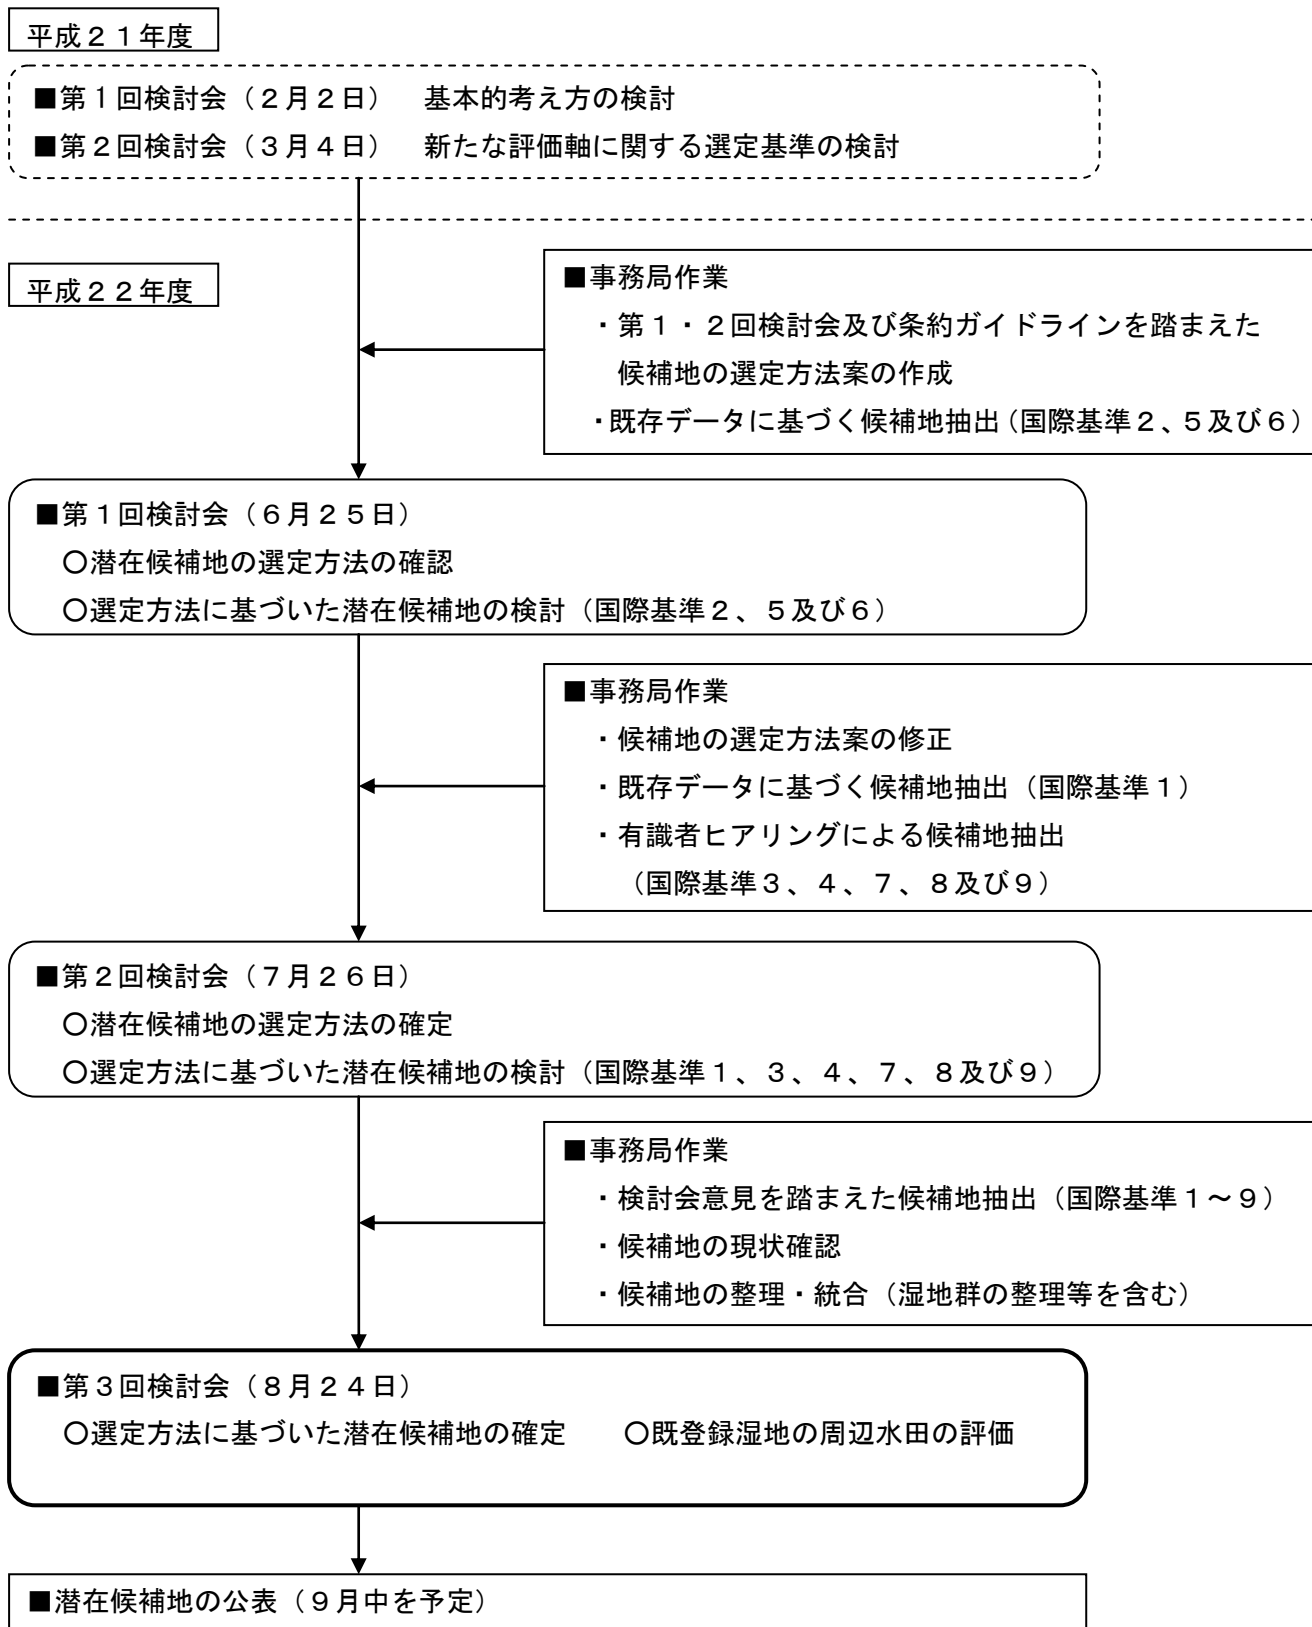 平成２１年度
■第１回検討会（２月２日）　基本的考え方の検討
■第２回検討会（３月４日）　新たな評価軸に関する選定基準の検討
平成２２年度
■事務局作業
・第１・２回検討会及び条約ガイドラインを踏まえた
候補地の選定方法案の作成
・既存データに基づく候補地抽出（国際基準２、５及び６）
■第１回検討会（６月２５日）
○潜在候補地の選定方法の確認
○選定方法に基づいた潜在候補地の検討（国際基準２、５及び６）
■事務局作業
・候補地の選定方法案の修正
・既存データに基づく候補地抽出（国際基準１）
・有識者ヒアリングによる候補地抽出
（国際基準３、４、７、８及び９）
■第２回検討会（７月２６日）
○潜在候補地の選定方法の確定
○選定方法に基づいた潜在候補地の検討（国際基準１、３、４、７、８及び９）
■事務局作業
・検討会意見を踏まえた候補地抽出（国際基準１～９）
・候補地の現状確認
・候補地の整理・統合（湿地群の整理等を含む）
■第３回検討会（８月２４日）
○選定方法に基づいた潜在候補地の確定　　○既登録湿地の周辺水田の評価
■潜在候補地の公表（９月中を予定）